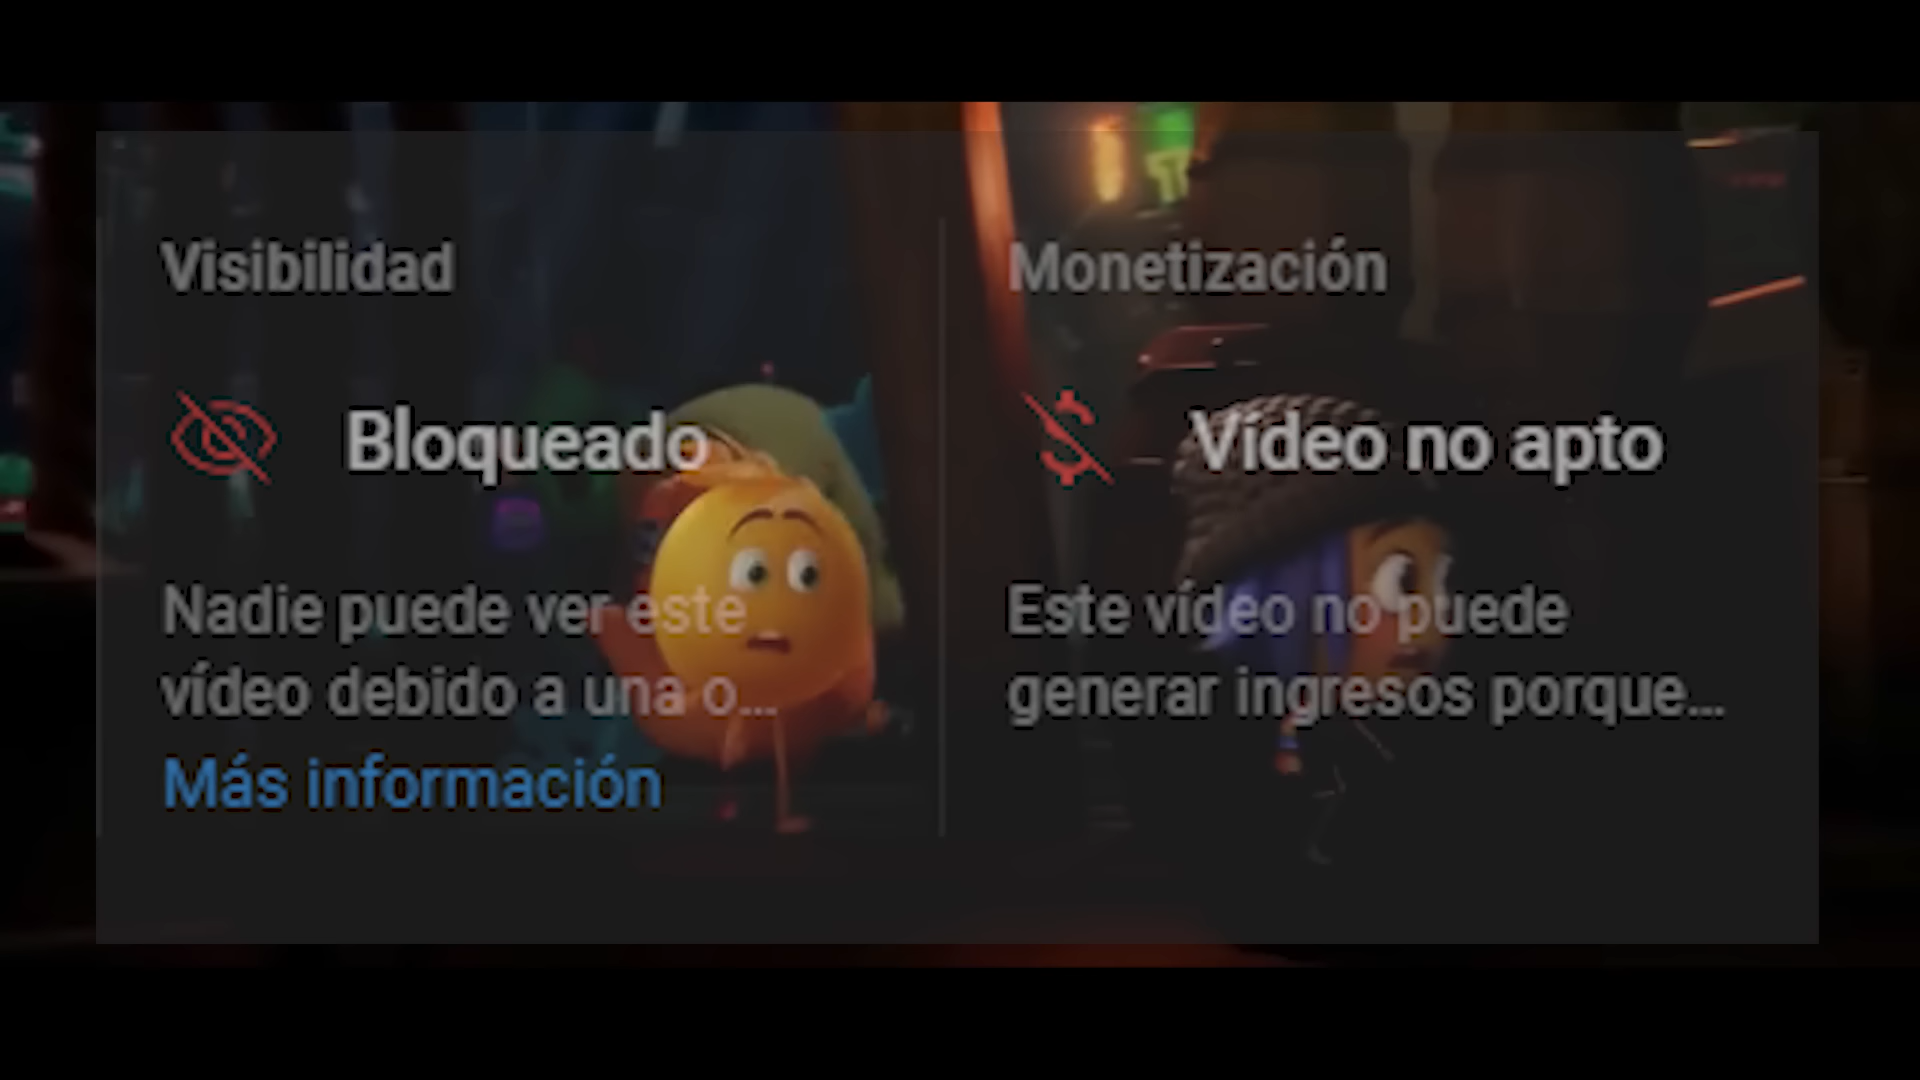 Visibilidad
Bloqueado
Nadie puede ver este
vídeo debido a una o...
Más información
Monetización
Vídeo no apto
Este vídeo no puede
generar ingresos porque...